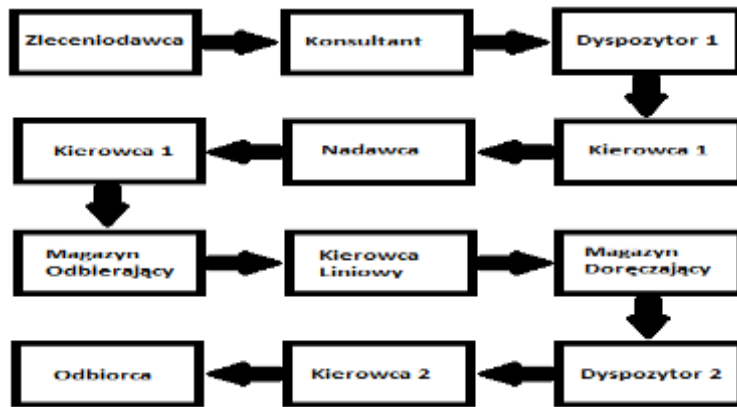 Zleceniodawca
Konsultant
Dyspozytor 1
Kierowca 1
Nadawca
Kierowca 1
Magazyn
Odbierający
Kierowca
Liniowy
Magazyn
Doręczający
Dyspozytor 2
Kierowca 2
Odbiorca